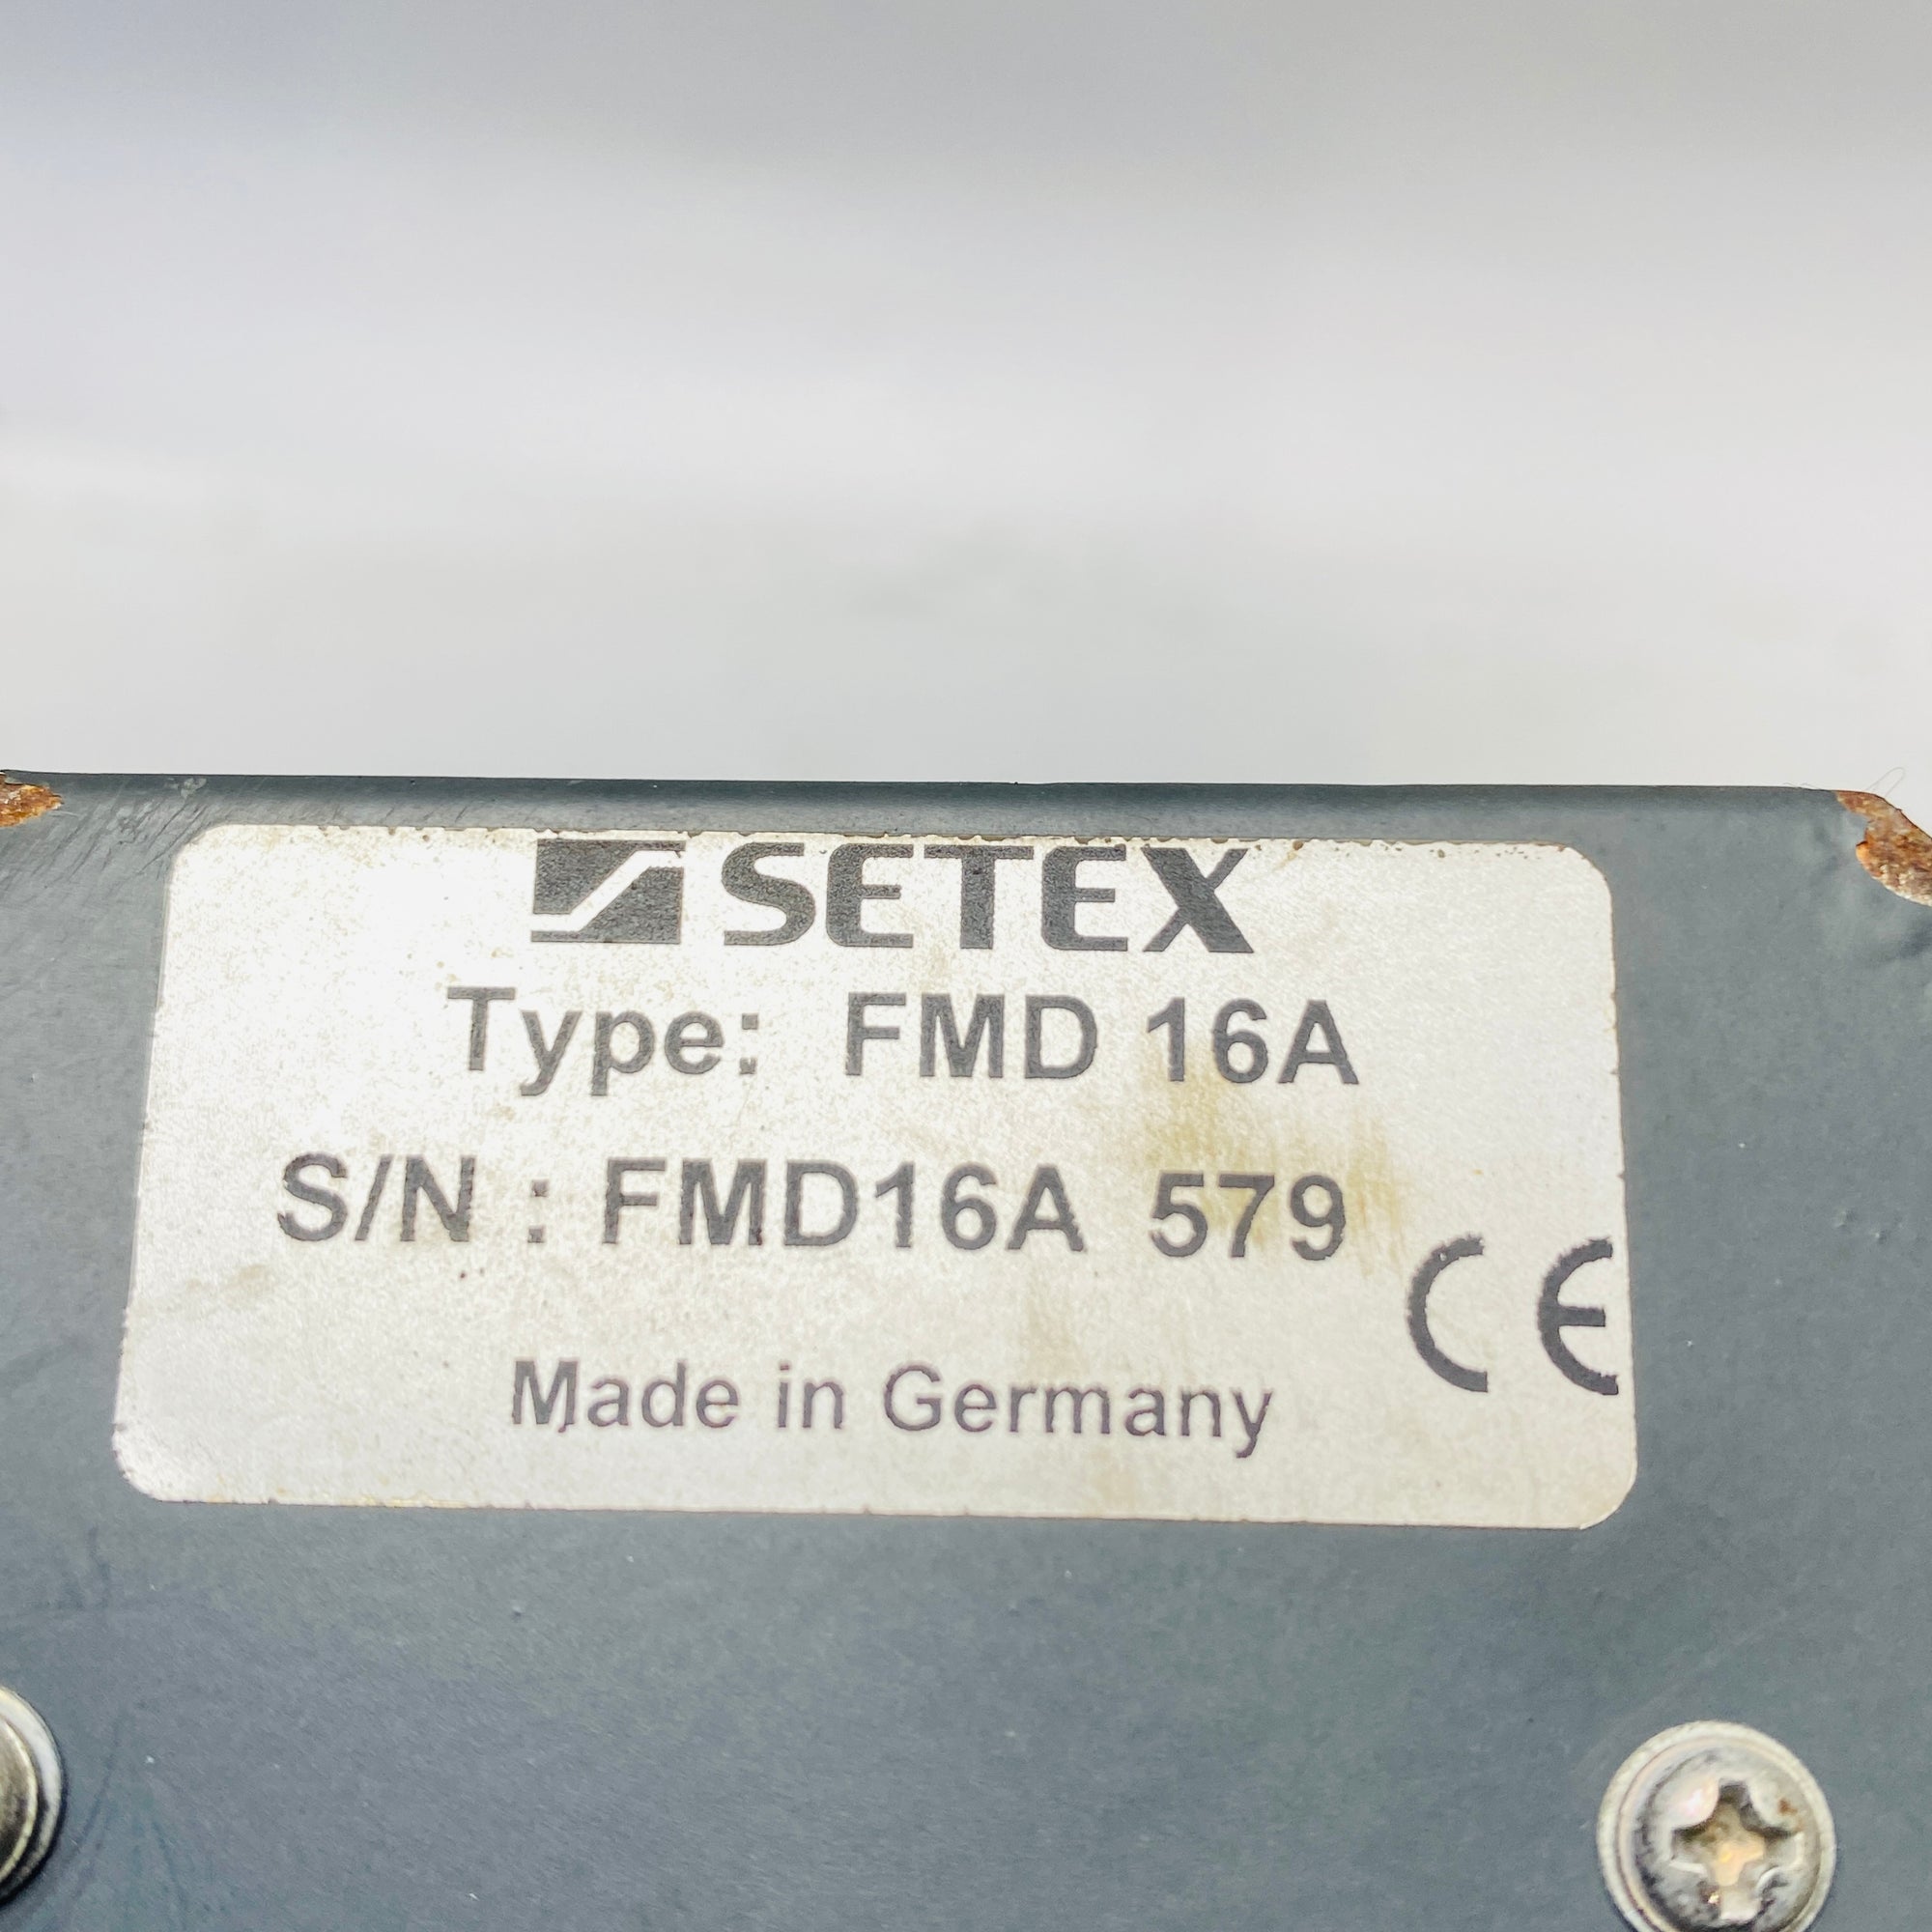 SETEX
Type: FMD 16A
S/N : FMD16A 579
CE
Made in Germany